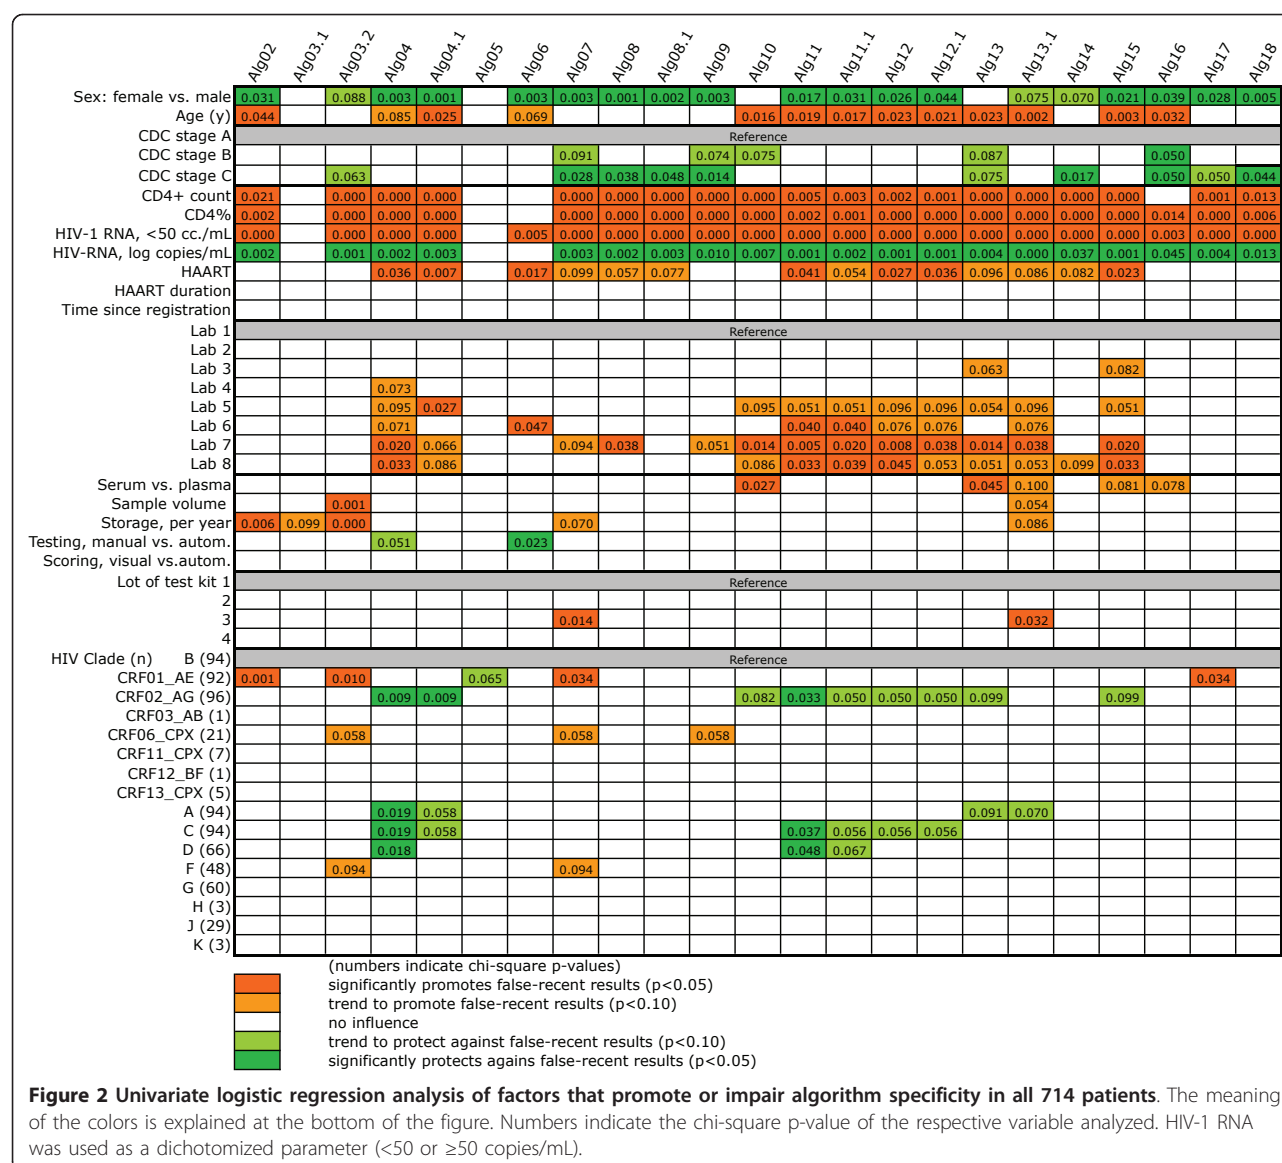 Alg02 Alg03.1 Alg03.2 Alg04 Alg04.1 Alg05 Alg06 Alg07 Alg08 Alg08.1 Alg09 Alg10 Alg11 Alg11.1 Alg12 Alg12.1 Alg13 Alg13.1 Alg14 Alg15 Alg16 Alg17 Alg18
Sex: female vs. male 0.031 0.088 0.003 0.001 0.003 0.003 0.001 0.002 0.003 0.017 0.031 0.026 0.044 0.075 0.070 0.021 0.039 0.028 0.005
Age (y) 0.044 0.085 0.025 0.069 0.016 0.019 0.017 0.023 0.021 0.023 0.002 0.003 0.032
CDC stage A Reference
CDC stage B 0.091 0.074 0.075 0.087 0.050
CDC stage C 0.063 0.028 0.038 0.048 0.014 0.075 0.017 0.050 0.050 0.044
CD4+ count 0.021 0.000 0.000 0.000 0.000 0.000 0.000 0.000 0.000 0.005 0.003 0.002 0.001 0.000 0.000 0.000 0.000 0.001 0.013
CD4% 0.002 0.000 0.000 0.000 0.000 0.000 0.000 0.000 0.000 0.002 0.001 0.000 0.000 0.000 0.000 0.000 0.000 0.014 0.000 0.006
HIV-1 RNA, <50 cc./mL 0.000 0.000 0.000 0.000 0.005 0.000 0.000 0.000 0.000 0.000 0.000 0.000 0.000 0.000 0.000 0.000 0.000 0.000 0.003 0.000 0.000
HIV-RNA, log copies/mL 0.002 0.001 0.002 0.003 0.003 0.002 0.003 0.010 0.007 0.001 0.002 0.001 0.001 0.004 0.000 0.037 0.001 0.045 0.004 0.013
HAART 0.036 0.007 0.017 0.099 0.057 0.077 0.041 0.054 0.027 0.036 0.096 0.086 0.082 0.023
HAART duration
Time since registration
Lab 1 Reference
Lab 2
Lab 3 0.063 0.082
Lab 4 0.073
Lab 5 0.095 0.027 0.095 0.051 0.051 0.096 0.096 0.054 0.096 0.051
Lab 6 0.071 0.047 0.040 0.040 0.076 0.076 0.076
Lab 7 0.020 0.066 0.094 0.038 0.051 0.014 0.005 0.020 0.008 0.038 0.014 0.038 0.020
Lab 8 0.033 0.086 0.086 0.033 0.039 0.045 0.053 0.051 0.053 0.099 0.033
Serum vs. plasma 0.027 0.045 0.100 0.081 0.078
Sample volume 0.001 0.054
Storage, per year 0.006 0.099 0.000 0.070 0.086
Testing, manual vs. autom. 0.051 0.023
Scoring, visual vs.autom.
Lot of test kit 1 Reference
2
3 0.014 0.032
4
HIV Clade (n) B (94) Reference
CRF01_AE (92) 0.001 0.010 0.065 0.034 0.034
CRF02_AG (96) 0.009 0.009 0.082 0.033 0.050 0.050 0.050 0.099 0.099
CRF03_AB (1)
CRF06_CPX (21) 0.058 0.058 0.058
CRF11_CPX (7)
CRF12_BF (1)
CRF13_CPX (5)
A (94) 0.019 0.058 0.091 0.070
C (94) 0.019 0.058 0.037 0.056 0.056 0.056
D (66) 0.018 0.048 0.067
F (48) 0.094 0.094
G (60)
H (3)
J (29)
K (3)
(numbers indicate chi-square p-values)
significantly promotes false-recent results (p<0.05)
trend to promote false-recent results (p<0.10)
no influence
trend to protect against false-recent results (p<0.10)
significantly protects agains false-recent results (p<0.05)
Figure 2 Univariate logistic regression analysis of factors that promote or impair algorithm specificity in all 714 patients. The meaning
of the colors is explained at the bottom of the figure. Numbers indicate the chi-square p-value of the respective variable analyzed. HIV-1 RNA
was used as a dichotomized parameter (<50 or ≥50 copies/mL).